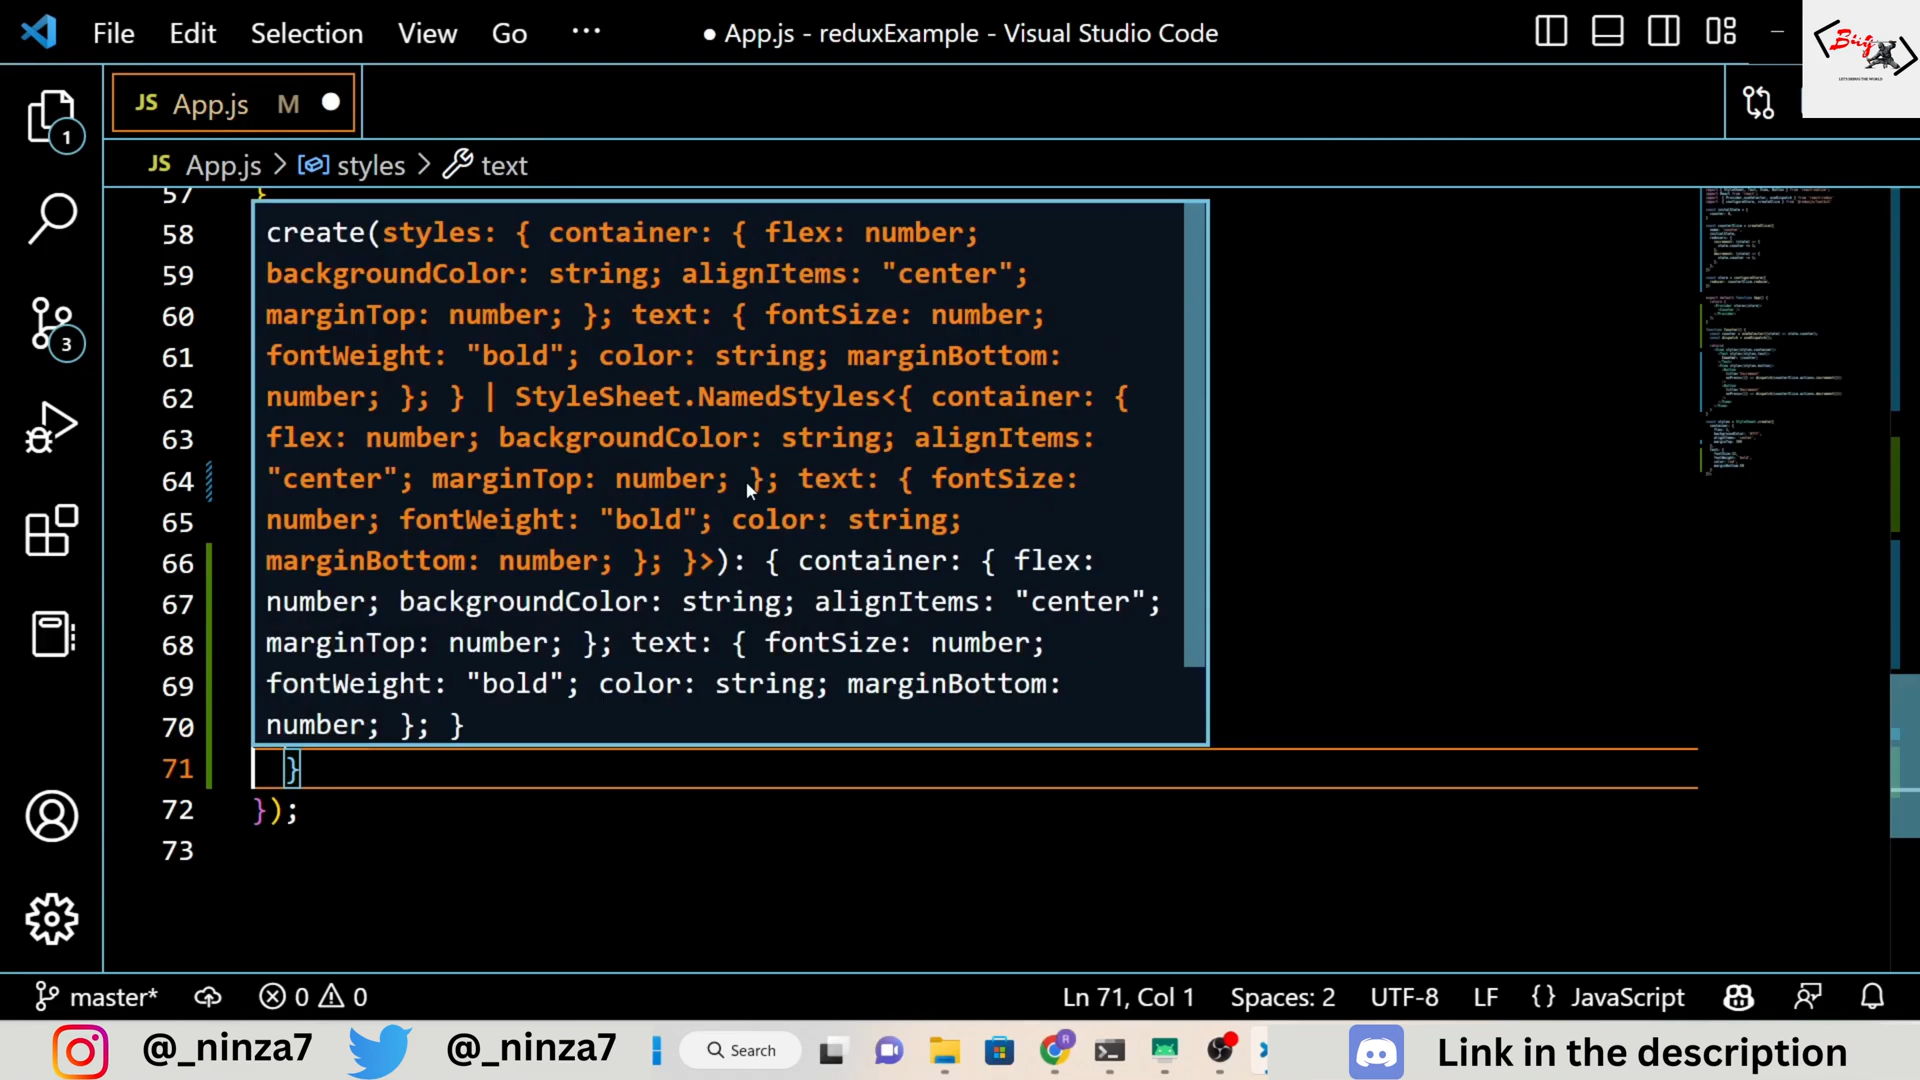 File Edit Selection View Go ··· ● App.js - reduxExample - Visual Studio Code
JS App.js M ●
JS App.js > styles > text
1
3
57 }
58
59
60
61
62
63
64
65
66
67
68
69
70
71 }
72 });
73
create(styles: { container: { flex: number;
backgroundColor: string; alignItems: "center";
marginTop: number; }; text: { fontSize: number;
fontWeight: "bold"; color: string; marginBottom:
number; }; } | StyleSheet.NamedStyles<{ container: {
flex: number; backgroundColor: string; alignItems:
"center"; marginTop: number; }; text: { fontSize:
number; fontWeight: "bold"; color: string;
marginBottom: number; }; }>): { container: { flex:
number; backgroundColor: string; alignItems: "center";
marginTop: number; }; text: { fontSize: number;
fontWeight: "bold"; color: string; marginBottom:
number; }; }
master* 0 0 Ln 71, Col 1 Spaces: 2 UTF-8 LF {} JavaScript
@_ninza7 @_ninza7 Search Link in the description